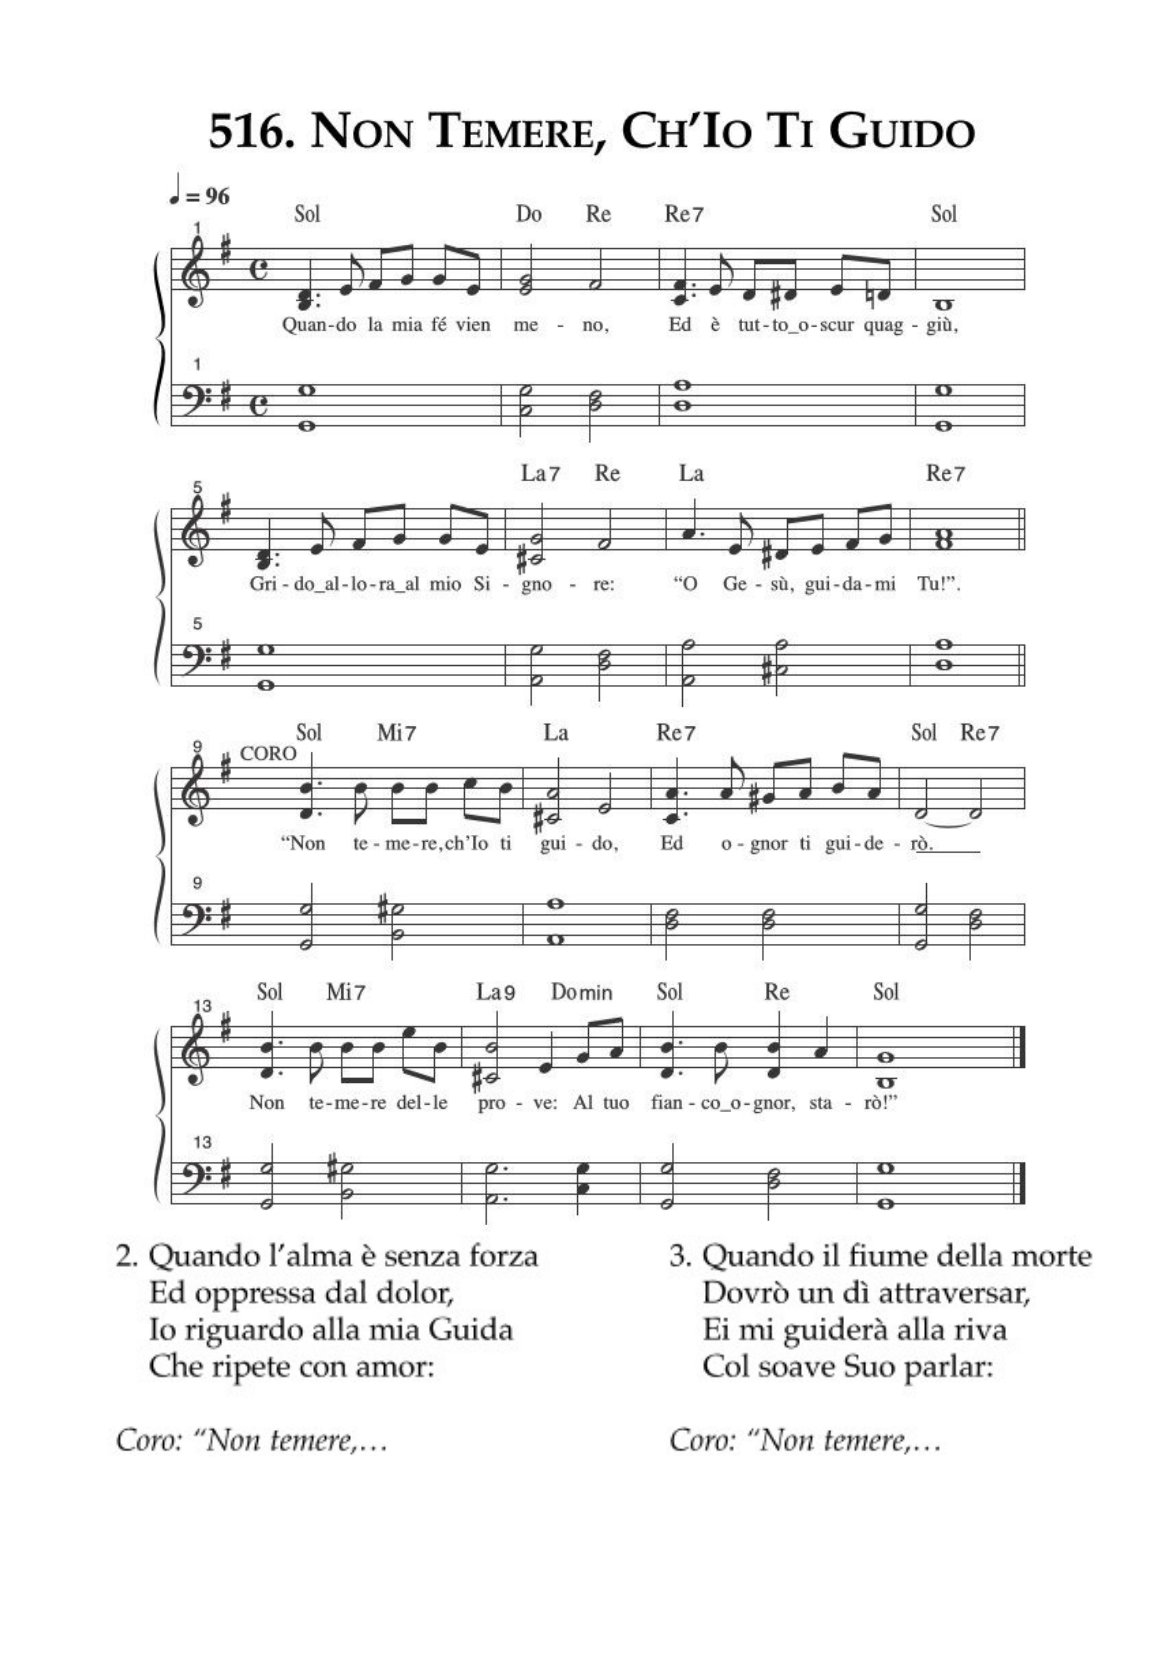 516. Non Temere, Ch’Io Ti Guido
= 96
Sol Do Re Re7 Sol
1
Quan-do la mia fé vien me - no, Ed è tut-to_o-scur quag - giù,
1
La7 Re La Re7
5
Gri - do_al-lo-ra_al mio Si - gno - re: “O Ge - sù, gui-da-mi Tu!”.
5
Sol Mi7 La Re7 Sol Re7
9 CORO
“Non te - me-re,ch’Io ti gui - do, Ed o - gnor ti gui-de - rò.
9
Sol Mi7 La9 Domin Sol Re Sol
13
Non te-me-re del-le pro - ve: Al tuo fian - co_o-gnor, sta - rò!”
13
2. Quando l’alma è senza forza
Ed oppressa dal dolor,
Io riguardo alla mia Guida
Che ripete con amor:
Coro: “Non temere,…
3. Quando il fiume della morte
Dovrò un dì attraversar,
Ei mi guiderà alla riva
Col soave Suo parlar:
Coro: “Non temere,…